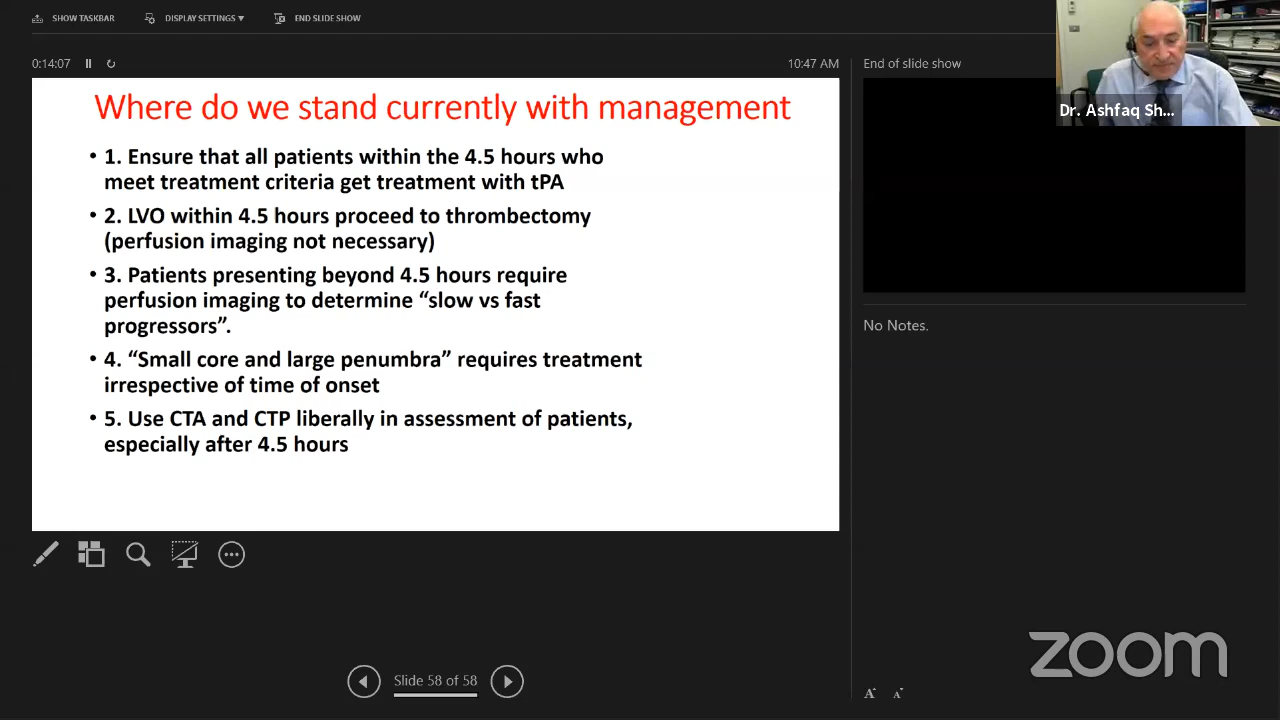 SHOW TASKBAR
DISPLAY SETTINGS ▼
END SLIDE SHOW
0:14:07
10:47 AM
End of slide show
Dr. Ashfaq Sh...
Where do we stand currently with management
• 1. Ensure that all patients within the 4.5 hours who
meet treatment criteria get treatment with tPA
• 2. LVO within 4.5 hours proceed to thrombectomy
(perfusion imaging not necessary)
• 3. Patients presenting beyond 4.5 hours require
perfusion imaging to determine “slow vs fast
progressors”.
• 4. “Small core and large penumbra” requires treatment
irrespective of time of onset
• 5. Use CTA and CTP liberally in assessment of patients,
especially after 4.5 hours
No Notes.
Slide 58 of 58
A A
zoom